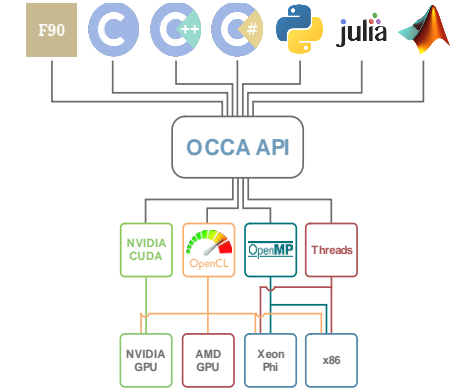 F90
C
C++
C#
julia
OCCA API
NVIDIA
CUDA
OpenCL
OpenMP
Threads
NVIDIA
GPU
AMD
GPU
Xeon
Phi
x86